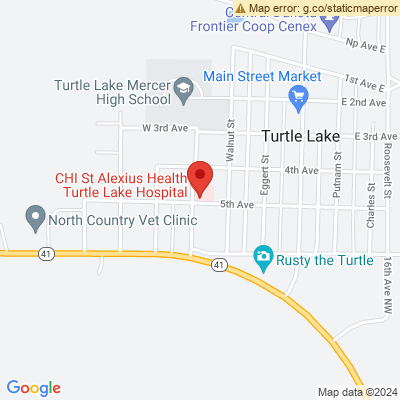 Map error: g.co/staticmaperror
Central Dakota
Frontier Coop Cenex
Np Ave E
1st Ave E
Turtle Lake Mercer
High School
Main Street Market
E 2nd Ave
W 3rd Ave
Walnut St
Turtle Lake
E 3rd Ave
Roosevelt St
CHI St Alexius Health
Turtle Lake Hospital
4th Ave
Eggert St
Putnam St
5th Ave
Charles St
North Country Vet Clinic
41
41
41
Rusty the Turtle
16th Ave NW
Google
Map data ©2024